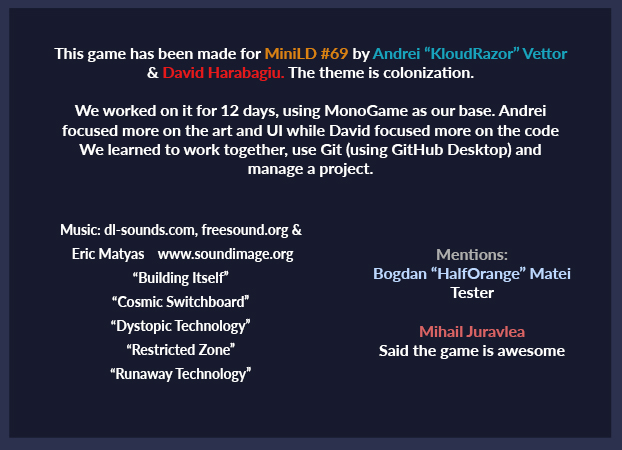 This game has been made for MiniLD #69 by Andrei “KloudRazor” Vettor
& David Harabagiu. The theme is colonization.
We worked on it for 12 days, using MonoGame as our base. Andrei
focused more on the art and UI while David focused more on the code
We learned to work together, use Git (using GitHub Desktop) and
manage a project.
Music: dl-sounds.com, freesound.org &
Eric Matyas www.soundimage.org
“Building Itself”
“Cosmic Switchboard”
“Dystopic Technology”
“Restricted Zone”
“Runaway Technology”
Mentions:
Bogdan “HalfOrange” Matei
Tester
Mihail Juravlea
Said the game is awesome